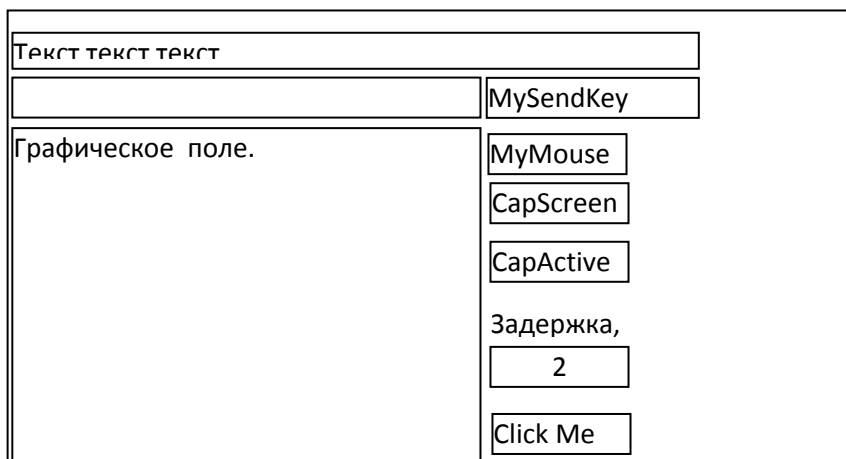 Текст текст текст
MySendKey
Графическое поле.
MyMouse
CapScreen
CapActive
Задержка,
2
Click Me